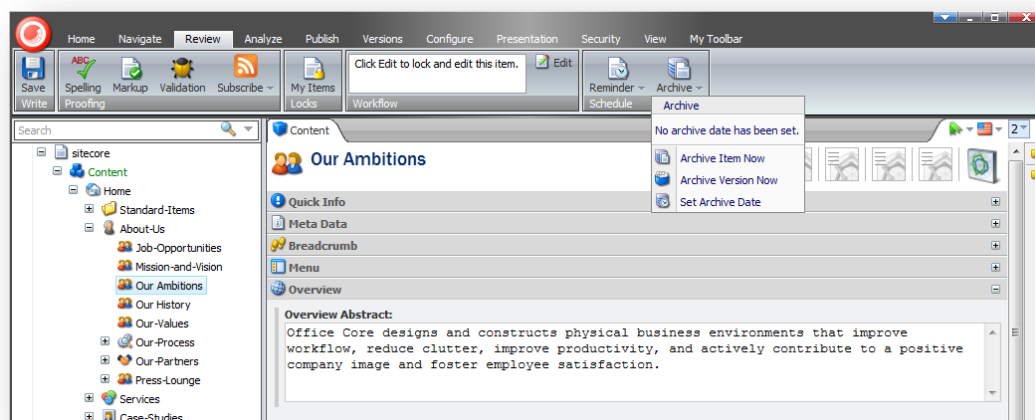 Home Navigate Review Analyze Publish Versions Configure Presentation Security View My Toolbar
ABC
Click Edit to lock and edit this item. Edit
Save Spelling Markup Validation Subscribe My Items Reminder Archive
Write Proofing Locks Workflow Schedule
Archive
No archive date has been set.
Archive Item Now
Archive Version Now
Set Archive Date
Search
sitecore
Content
Home
Standard-Items
About-Us
Job-Opportunities
Mission-and-Vision
Our Ambitions
Our History
Our-Values
Our-Process
Our-Partners
Press-Lounge
Services
Case-Studies
Content 2
Our Ambitions
Quick Info
Meta Data
Breadcrumb
Menu
Overview
Overview Abstract:
Office Core designs and constructs physical business environments that improve
workflow, reduce clutter, improve productivity, and actively contribute to a positive
company image and foster employee satisfaction.